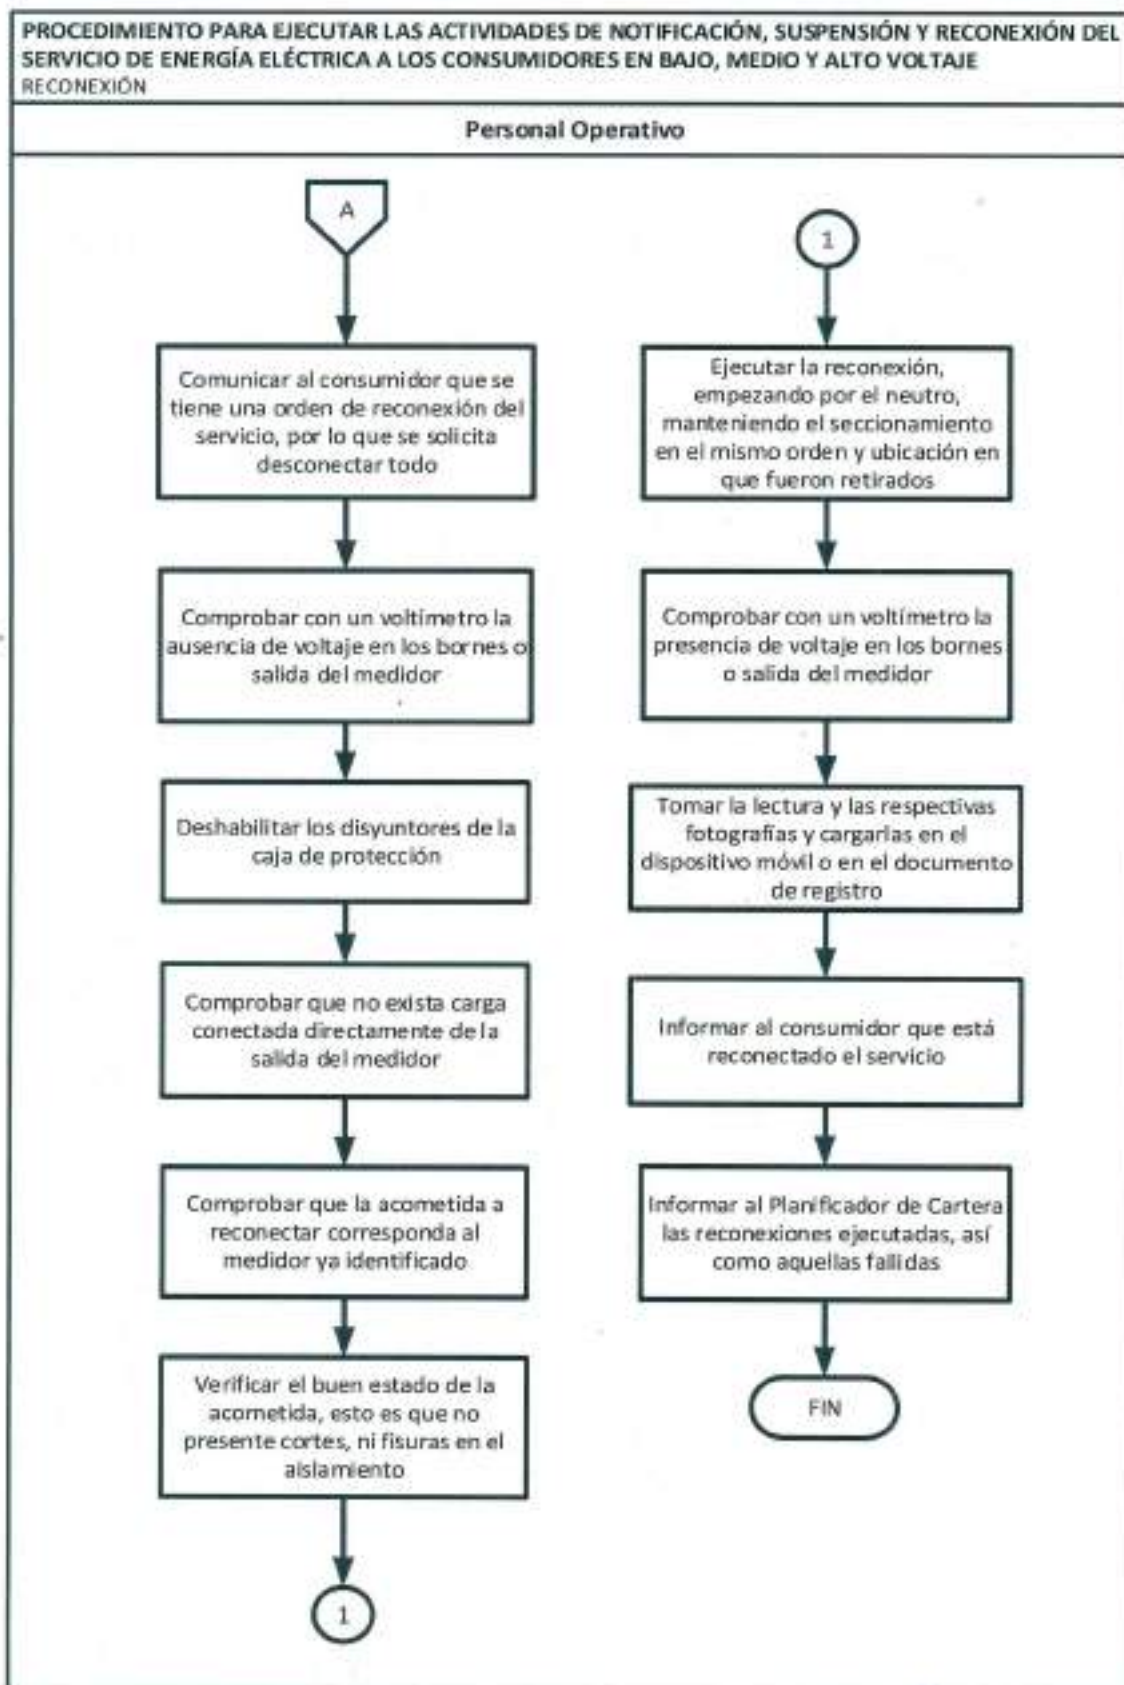 PROCEDIMIENTO PARA EJECUTAR LAS ACTIVIDADES DE NOTIFICACIÓN, SUSPENSIÓN Y RECONEXIÓN DEL
SERVICIO DE ENERGÍA ELÉCTRICA A LOS CONSUMIDORES EN BAJO, MEDIO Y ALTO VOLTAJE
RECONEXIÓN
Personal Operativo
A
Comunicar al consumidor que se
tiene una orden de reconexión del
servicio, por lo que se solicita
desconectar todo
Comprobar con un voltímetro la
ausencia de voltaje en los bornes o
salida del medidor
Deshabilitar los disyuntores de la
caja de protección
Comprobar que no exista carga
conectada directamente de la
salida del medidor
Comprobar que la acometida a
reconectar corresponda al
medidor ya identificado
Verificar el buen estado de la
acometida, esto es que no
presente cortes, ni fisuras en el
aislamiento
1
1
Ejecutar la reconexión,
empezando por el neutro,
manteniendo el seccionamiento
en el mismo orden y ubicación en
que fueron retirados
Comprobar con un voltímetro la
presencia de voltaje en los bornes
o salida del medidor
Tomar la lectura y las respectivas
fotografías y cargarlas en el
dispositivo móvil o en el documento
de registro
Informar al consumidor que está
reconectado el servicio
Informar al Planificador de Cartera
las reconexiones ejecutadas, así
como aquellas fallidas
FIN